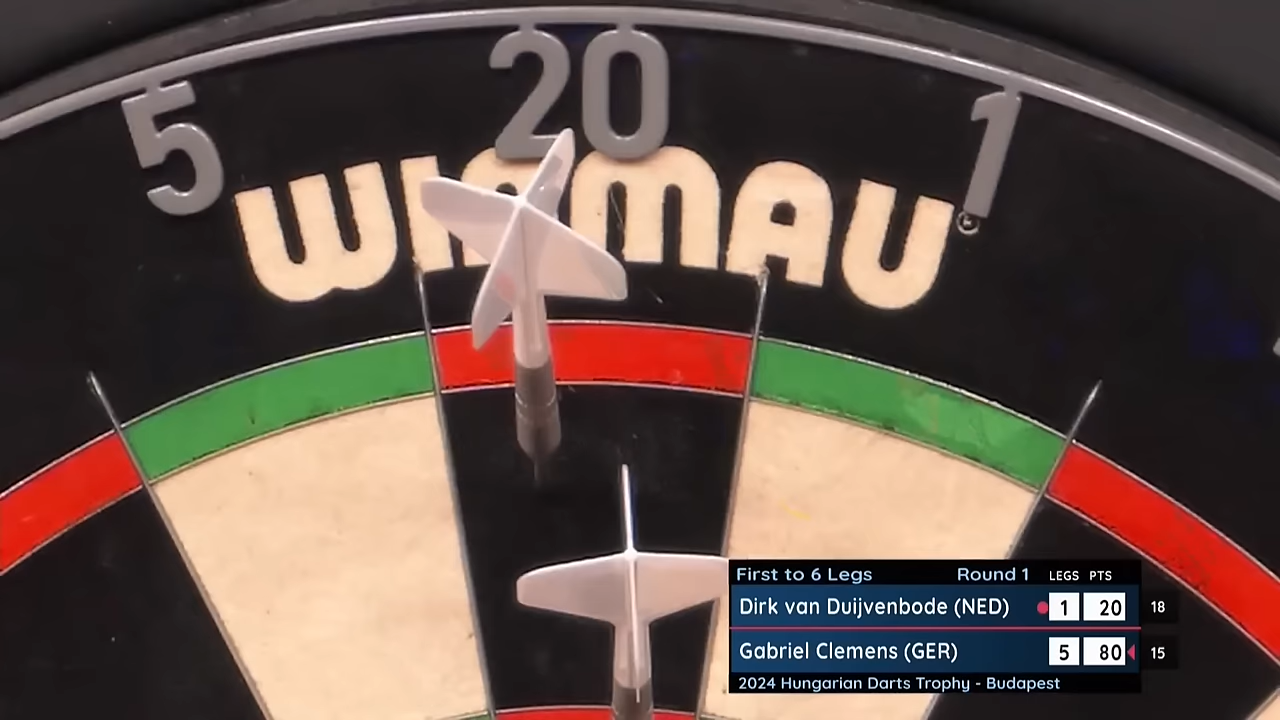 5 20 1
WINMAU
First to 6 Legs Round 1 LEGS PTS
Dirk van Duijvenbode (NED) 1 20 18
Gabriel Clemens (GER) 5 80 15
2024 Hungarian Darts Trophy - Budapest